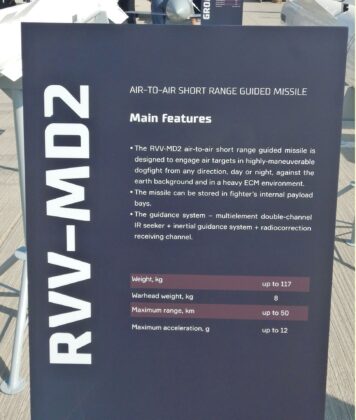 GRO
RVV-MD2
AIR-TO-AIR SHORT RANGE GUIDED MISSILE
Main features
• The RVV-MD2 air-to-air short range guided missile is
designed to engage air targets in highly-maneuverable
dogfight from any direction, day or night, against the
earth background and in a heavy ECM environment.
• The missile can be stored in fighter's internal payload
bays.
• The guidance system – multielement double-channel
IR seeker + inertial guidance system + radiocorrection
receiving channel.
Weight, kg up to 117
Warhead weight, kg 8
Maximum range, km up to 50
Maximum acceleration, g up to 12